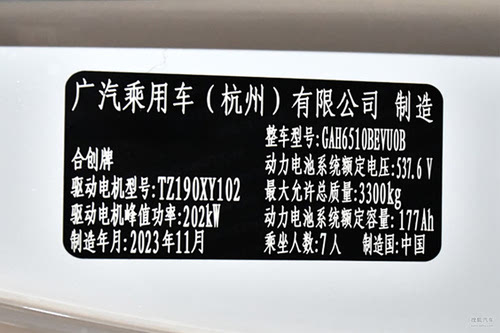 广汽乘用车（杭州）有限公司 制造
整车型号:GAH6510BEVU0B
合创牌
动力电池系统额定电压:537.6 V
驱动电机型号:TZ190XY102
最大允许总质量:3300kg
驱动电机峰值功率:202kW
动力电池系统额定容量:177Ah
制造年月:2023年11月
乘坐人数:7人 制造国:中国